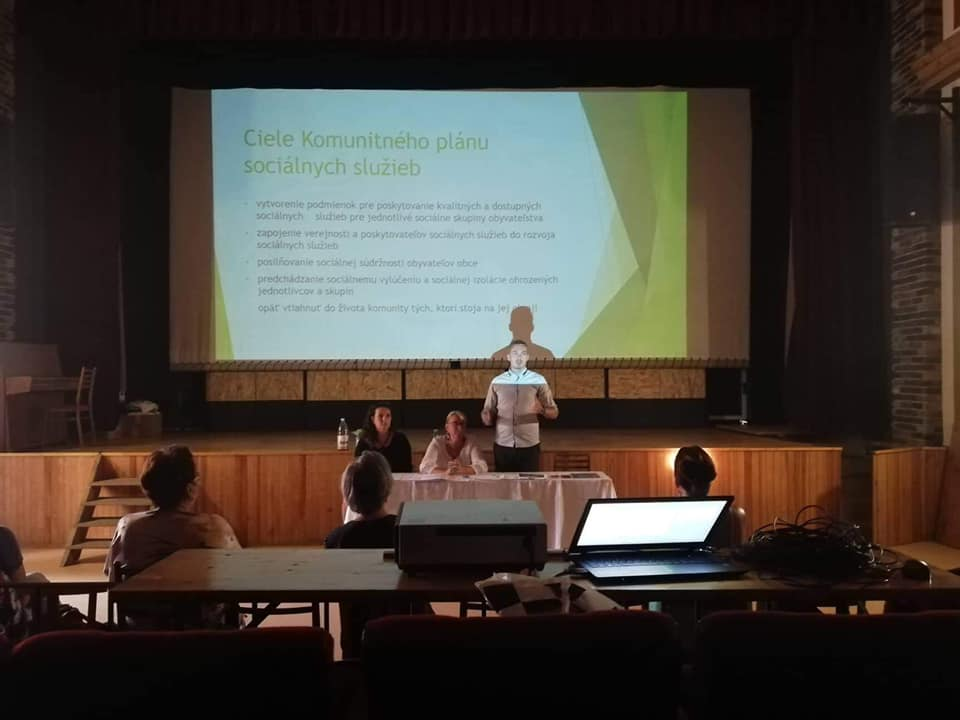 Ciele Komunitného plánu
sociálnych služieb
vytvorenie podmienok pre poskytovanie kvalitných a dostupných
sociálnych služieb pre jednotlivé sociálne skupiny obyvateľstva
zapojenie verejnosti a poskytovateľov sociálnych služieb do rozvoja
sociálnych služieb
posilňovanie sociálnej súdržnosti obyvateľov obce
predchádzanie sociálnemu vylúčeniu a sociálnej izolácie ohrozených
jednotlivcov a skupín
opäť vtiahnuť do života komunity tých, ktorí stoja na jej